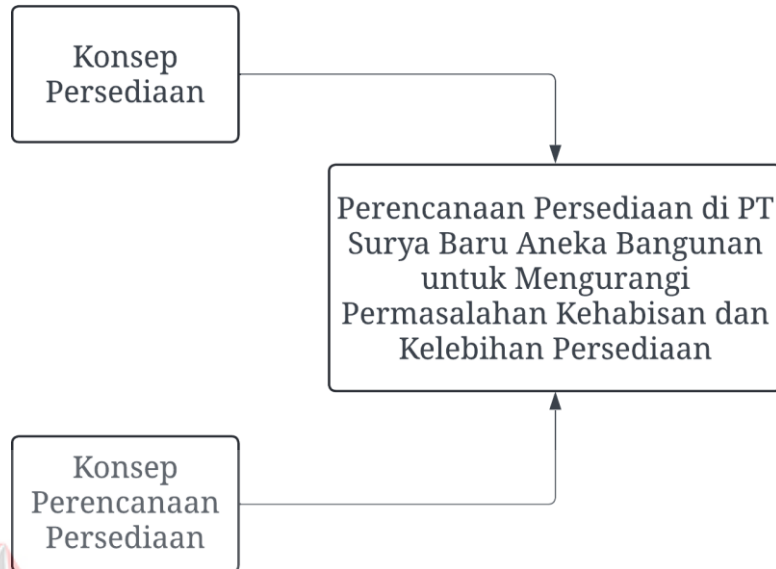 Konsep
Persediaan
Perencanaan Persediaan di PT
Surya Baru Aneka Bangunan
untuk Mengurangi
Permasalahan Kehabisan dan
Kelebihan Persediaan
Konsep
Perencanaan
Persediaan